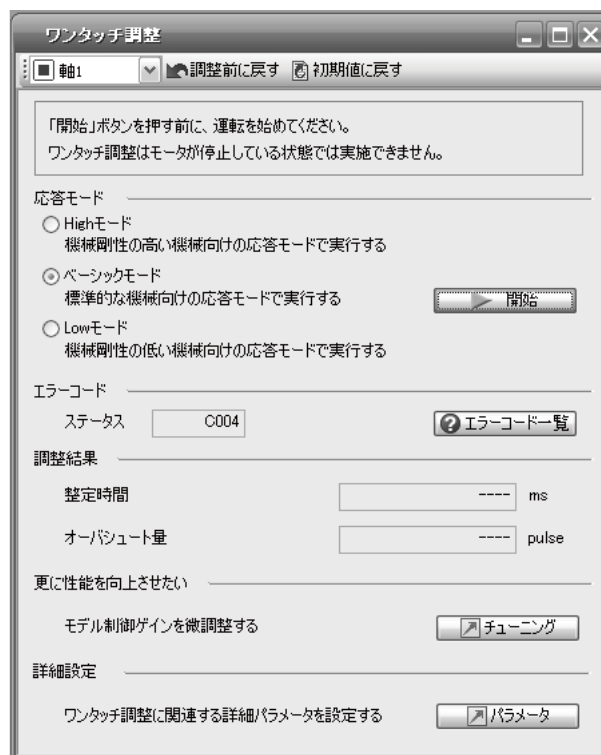 ワンタッチ調整
軸1 調整前に戻す 初期値に戻す
「開始」ボタンを押す前に、運転を始めてください。
ワンタッチ調整はモータが停止している状態では実施できません。
応答モード
Highモード
機械剛性の高い機械向けの応答モードで実行する
ベーシックモード
標準的な機械向けの応答モードで実行する
開始
Lowモード
機械剛性の低い機械向けの応答モードで実行する
エラーコード
ステータス C004 エラーコード一覧
調整結果
整定時間 ---- ms
オーバシュート量 ---- pulse
更に性能を向上させたい
モデル制御ゲインを微調整する チューニング
詳細設定
ワンタッチ調整に関連する詳細パラメータを設定する パラメータ